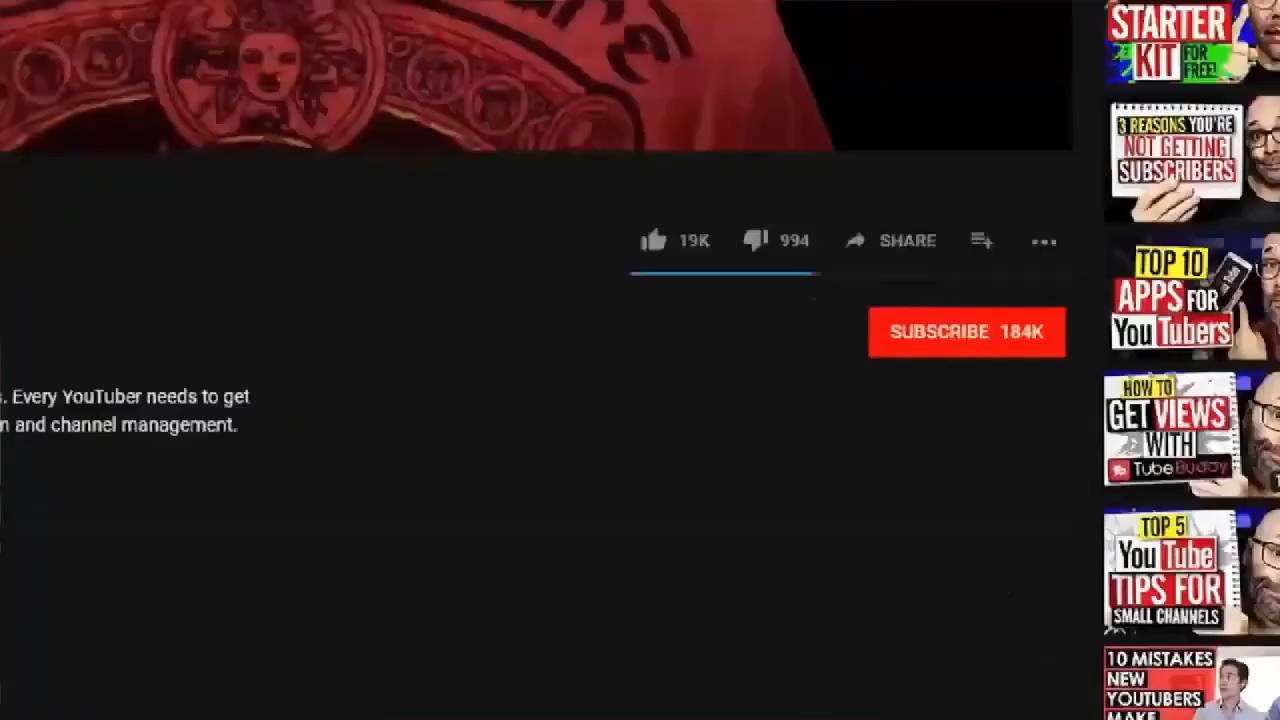 19K
994
SHARE
SUBSCRIBE 184K
. Every YouTuber needs to get
and channel management.
STARTER
KIT FOR
FREE!
3 REASONS YOU'RE
NOT GETTING
SUBSCRIBERS
TOP 10
APPS FOR
YouTubers
HOW TO
GET VIEWS
WITH
TubeBuddy
TOP 5
YouTube
TIPS FOR
SMALL CHANNELS
10 MISTAKES
NEW
YOUTUBERS
MAKE